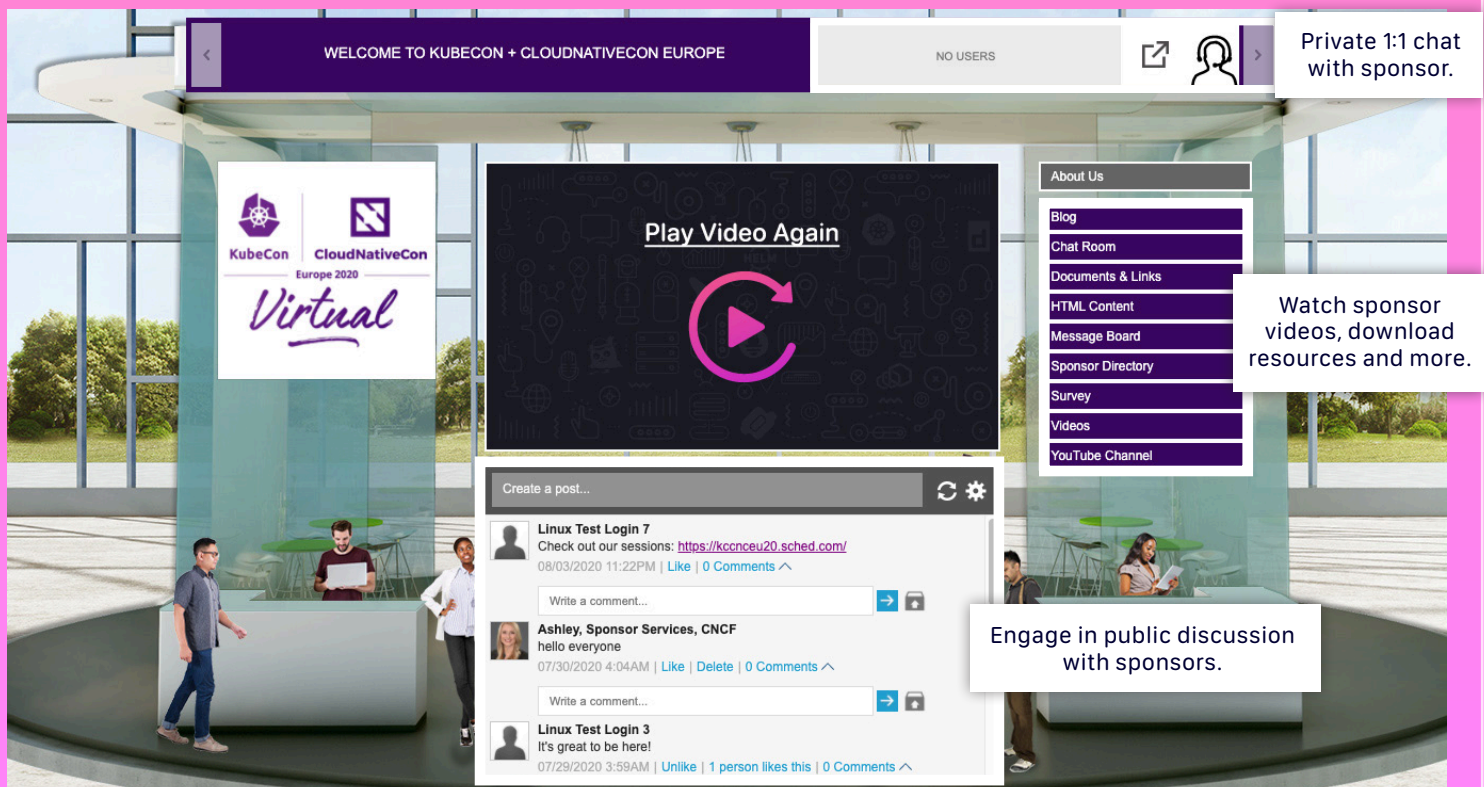 WELCOME TO KUBECON + CLOUDNATIVECON EUROPE
NO USERS
Private 1:1 chat
with sponsor.
KubeCon
CloudNativeCon
Europe 2020
Virtual
Play Video Again
HELM
About Us
Blog
Chat Room
Documents & Links
HTML Content
Message Board
Sponsor Directory
Survey
Videos
YouTube Channel
Watch sponsor
videos, download
resources and more.
Create a post...
Linux Test Login 7
Check out our sessions: https://kccnceu20.sched.com/
08/03/2020 11:22PM | Like | 0 Comments
Write a comment...
Ashley, Sponsor Services, CNCF
hello everyone
07/30/2020 4:04AM | Like | Delete | 0 Comments
Write a comment...
Linux Test Login 3
It's great to be here!
07/29/2020 3:59AM | Unlike | 1 person likes this | 0 Comments
Engage in public discussion
with sponsors.